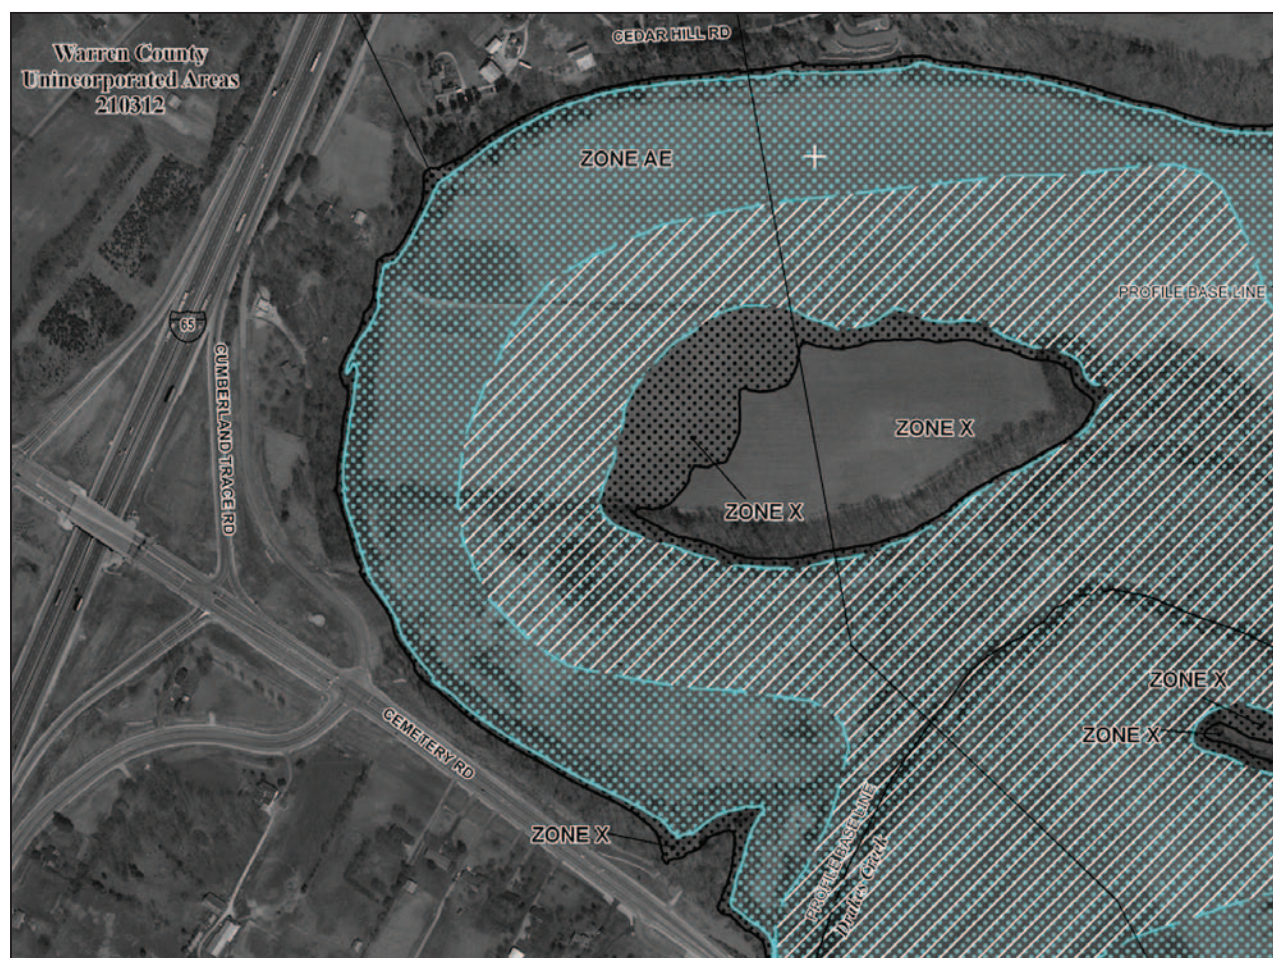 CEDAR HILL RD
Warren County
Unincorporated Areas
210312
ZONE AE
PROFILE BASE LINE
65
CUMBERLAND TRACE RD
ZONE X
ZONE X
ZONE X
ZONE X
CEMETERY RD
ZONE X
PROFILE BASE LINE
Drakes Creek